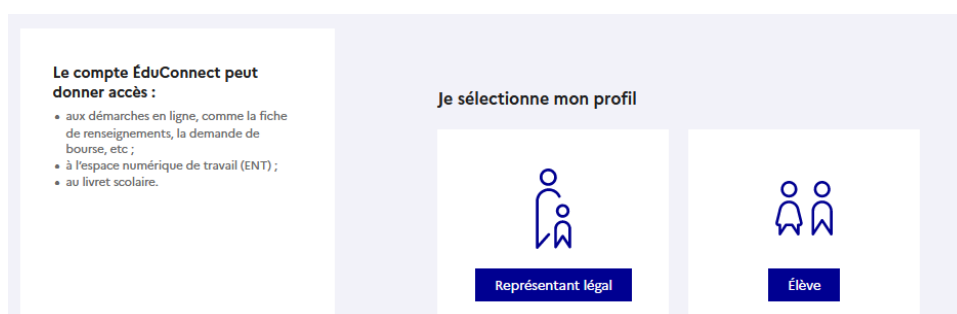 Le compte ÉduConnect peut
donner accès :
• aux démarches en ligne, comme la fiche
de renseignements, la demande de
bourse, etc ;
• à l'espace numérique de travail (ENT) ;
• au livret scolaire.
Je sélectionne mon profil
Représentant légal
Élève